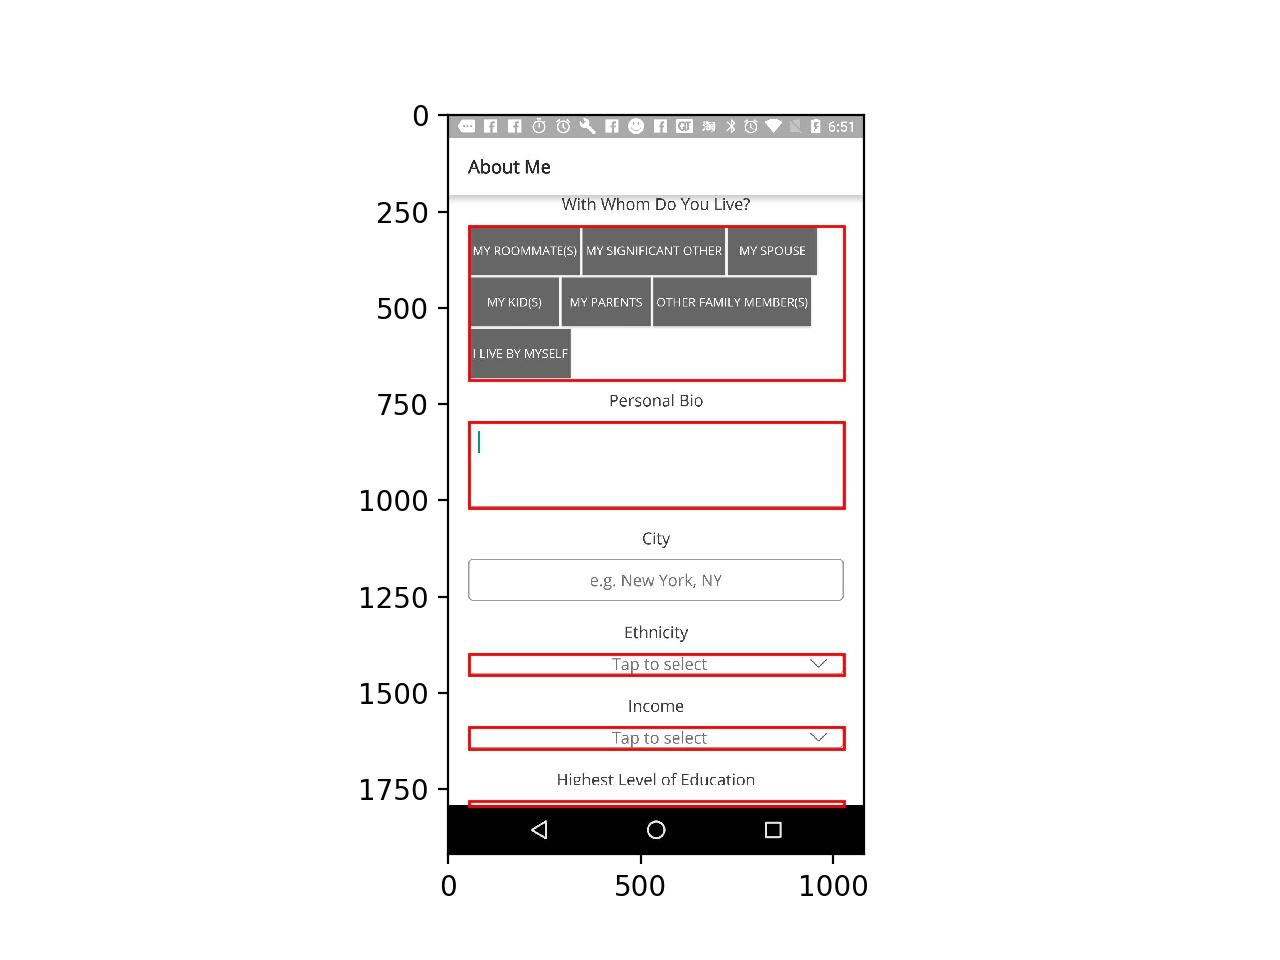 0
6:51
About Me
With Whom Do You Live?
250
MY ROOMMATE(S) MY SIGNIFICANT OTHER MY SPOUSE
MY KID(S) MY PARENTS OTHER FAMILY MEMBER(S)
500
I LIVE BY MYSELF
Personal Bio
750
1000
City
e.g. New York, NY
1250
Ethnicity
Tap to select
1500
Income
Tap to select
Highest Level of Education
1750
0 500 1000